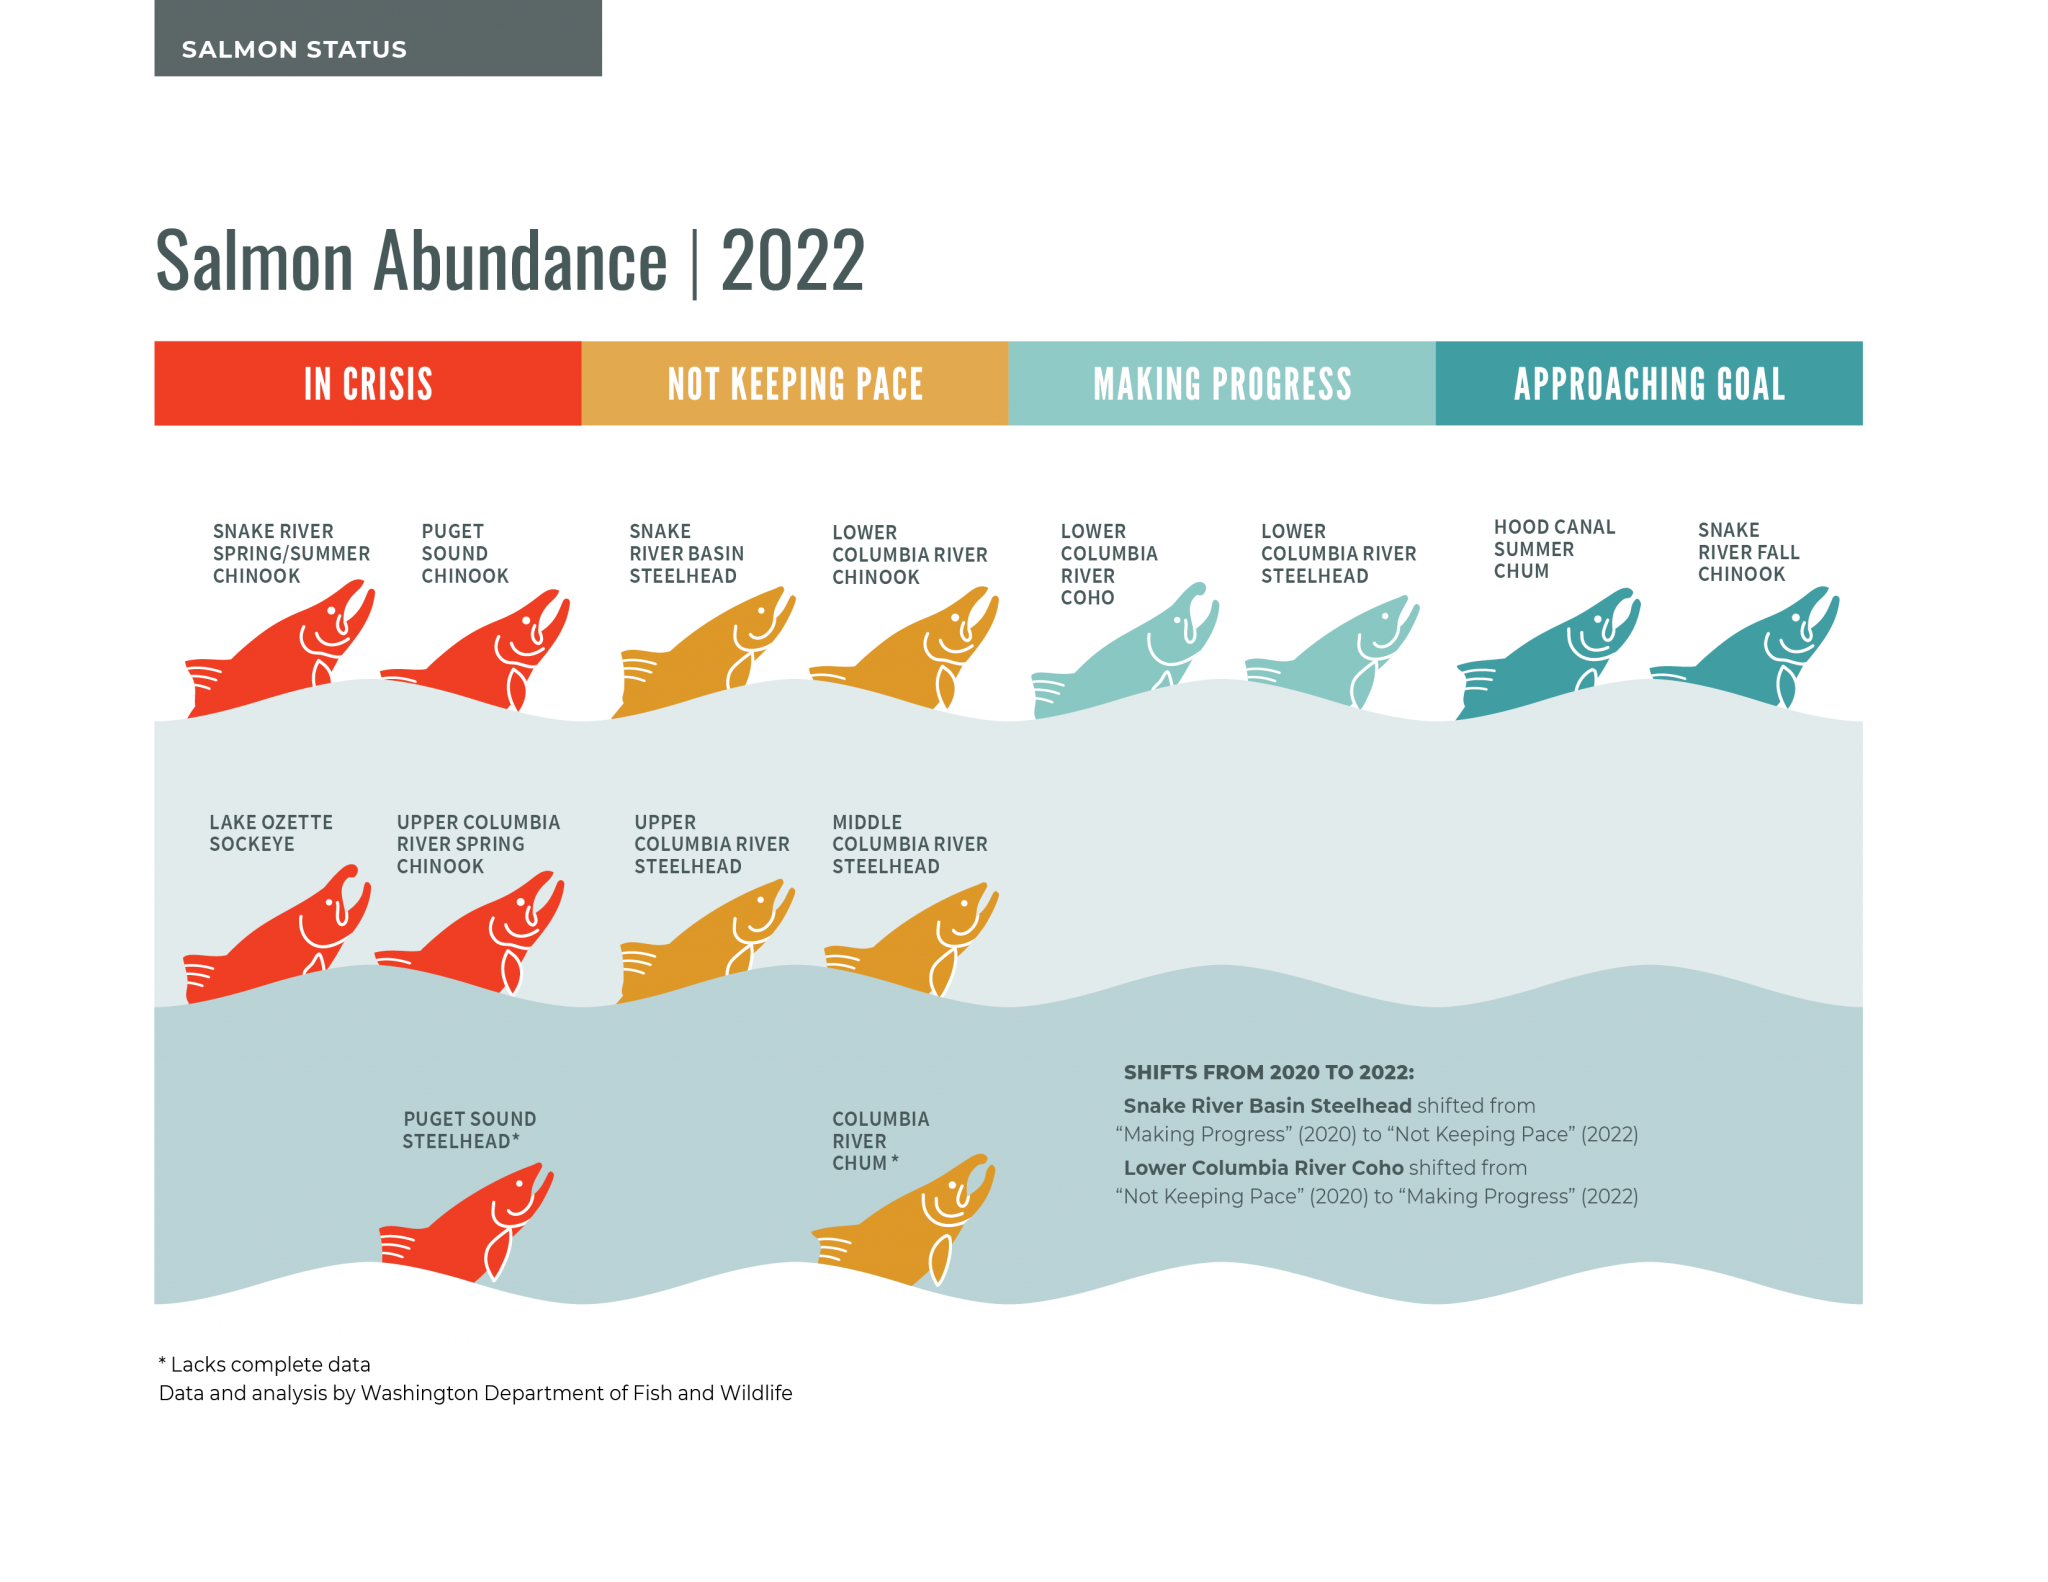 SALMON STATUS
Salmon Abundance | 2022
IN CRISIS
NOT KEEPING PACE
MAKING PROGRESS
APPROACHING GOAL
SNAKE RIVER
SPRING/SUMMER
CHINOOK
PUGET
SOUND
CHINOOK
SNAKE
RIVER BASIN
STEELHEAD
LOWER
COLUMBIA RIVER
CHINOOK
LOWER
COLUMBIA
RIVER
COHO
LOWER
COLUMBIA RIVER
STEELHEAD
HOOD CANAL
SUMMER
CHUM
SNAKE
RIVER FALL
CHINOOK
LAKE OZETTE
SOCKEYE
UPPER COLUMBIA
RIVER SPRING
CHINOOK
UPPER
COLUMBIA RIVER
STEELHEAD
MIDDLE
COLUMBIA RIVER
STEELHEAD
PUGET SOUND
STEELHEAD*
COLUMBIA
RIVER
CHUM *
SHIFTS FROM 2020 TO 2022:
Snake River Basin Steelhead shifted from
“Making Progress” (2020) to “Not Keeping Pace” (2022)
Lower Columbia River Coho shifted from
“Not Keeping Pace” (2020) to “Making Progress” (2022)
* Lacks complete data
Data and analysis by Washington Department of Fish and Wildlife